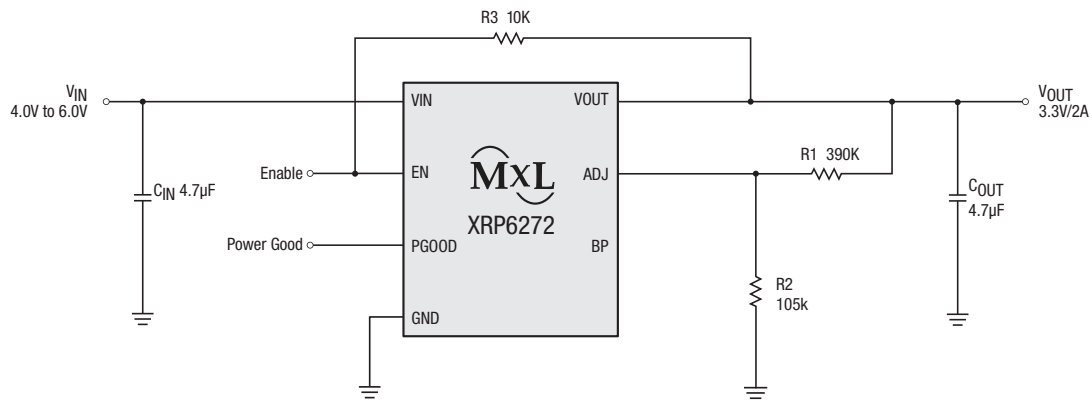 R3 10K
VIN
4.0V to 6.0V
VIN
VOUT
VOUT
3.3V/2A
R1 390K
Enable
EN
MXL
ADJ
CIN 4.7µF
COUT
4.7µF
XRP6272
Power Good
PGOOD
BP
R2
105k
GND